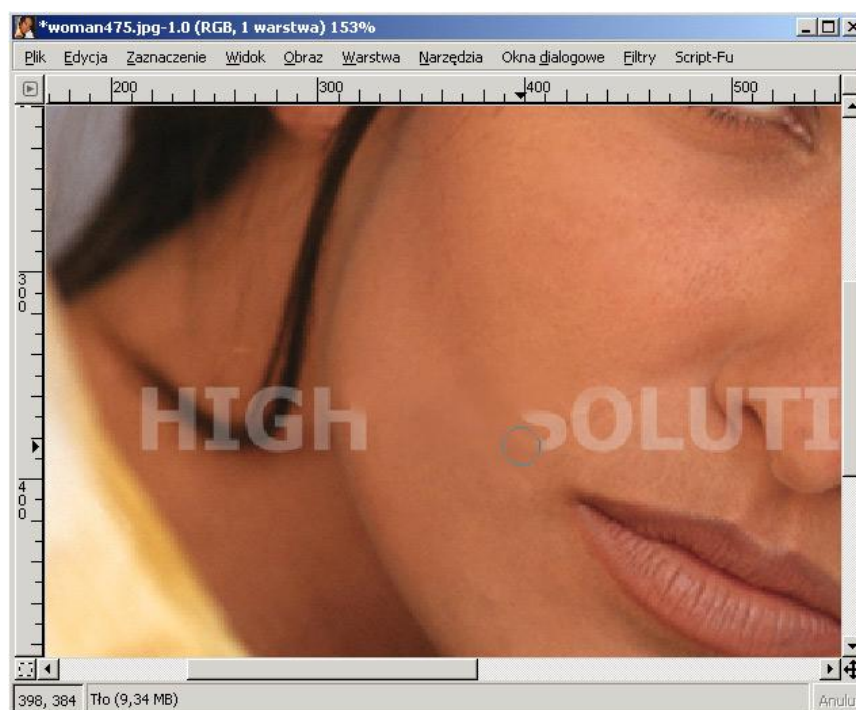 *woman475.jpg-1.0 (RGB, 1 warstwa) 153%
Plik Edycja Zaznaczenie Widok Obraz Warstwa Narzędzia Okna dialogowe Filtry Script-Fu
200 300 400 500
300
HIGh SOLUTI
400
398, 384 Tło (9,34 MB) Anulu